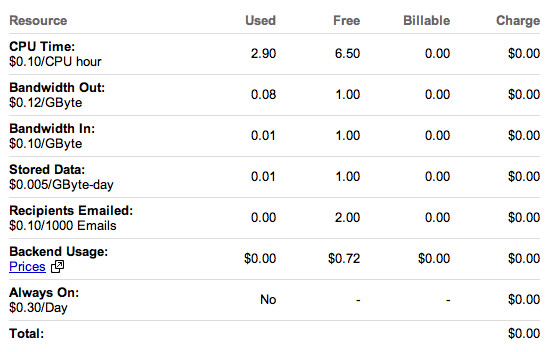 Resource Used Free Billable Charge
CPU Time:
$0.10/CPU hour 2.90 6.50 0.00 $0.00
Bandwidth Out:
$0.12/GByte 0.08 1.00 0.00 $0.00
Bandwidth In:
$0.10/GByte 0.01 1.00 0.00 $0.00
Stored Data:
$0.005/GByte-day 0.01 1.00 0.00 $0.00
Recipients Emailed:
$0.10/1000 Emails 0.00 2.00 0.00 $0.00
Backend Usage:
Prices $0.00 $0.72 $0.00 $0.00
Always On:
$0.30/Day No - - $0.00
Total: $0.00